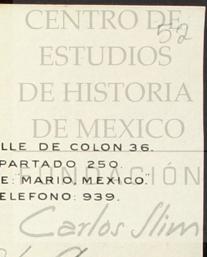 52
CENTRO DE
ESTUDIOS
DE HISTORIA
DE MEXICO
LLE DE COLON 36.
PARTADO 250.
E: "MARIO, MEXICO."
FUNDACIÓN
ELEFONO: 939.
Carlos Slim